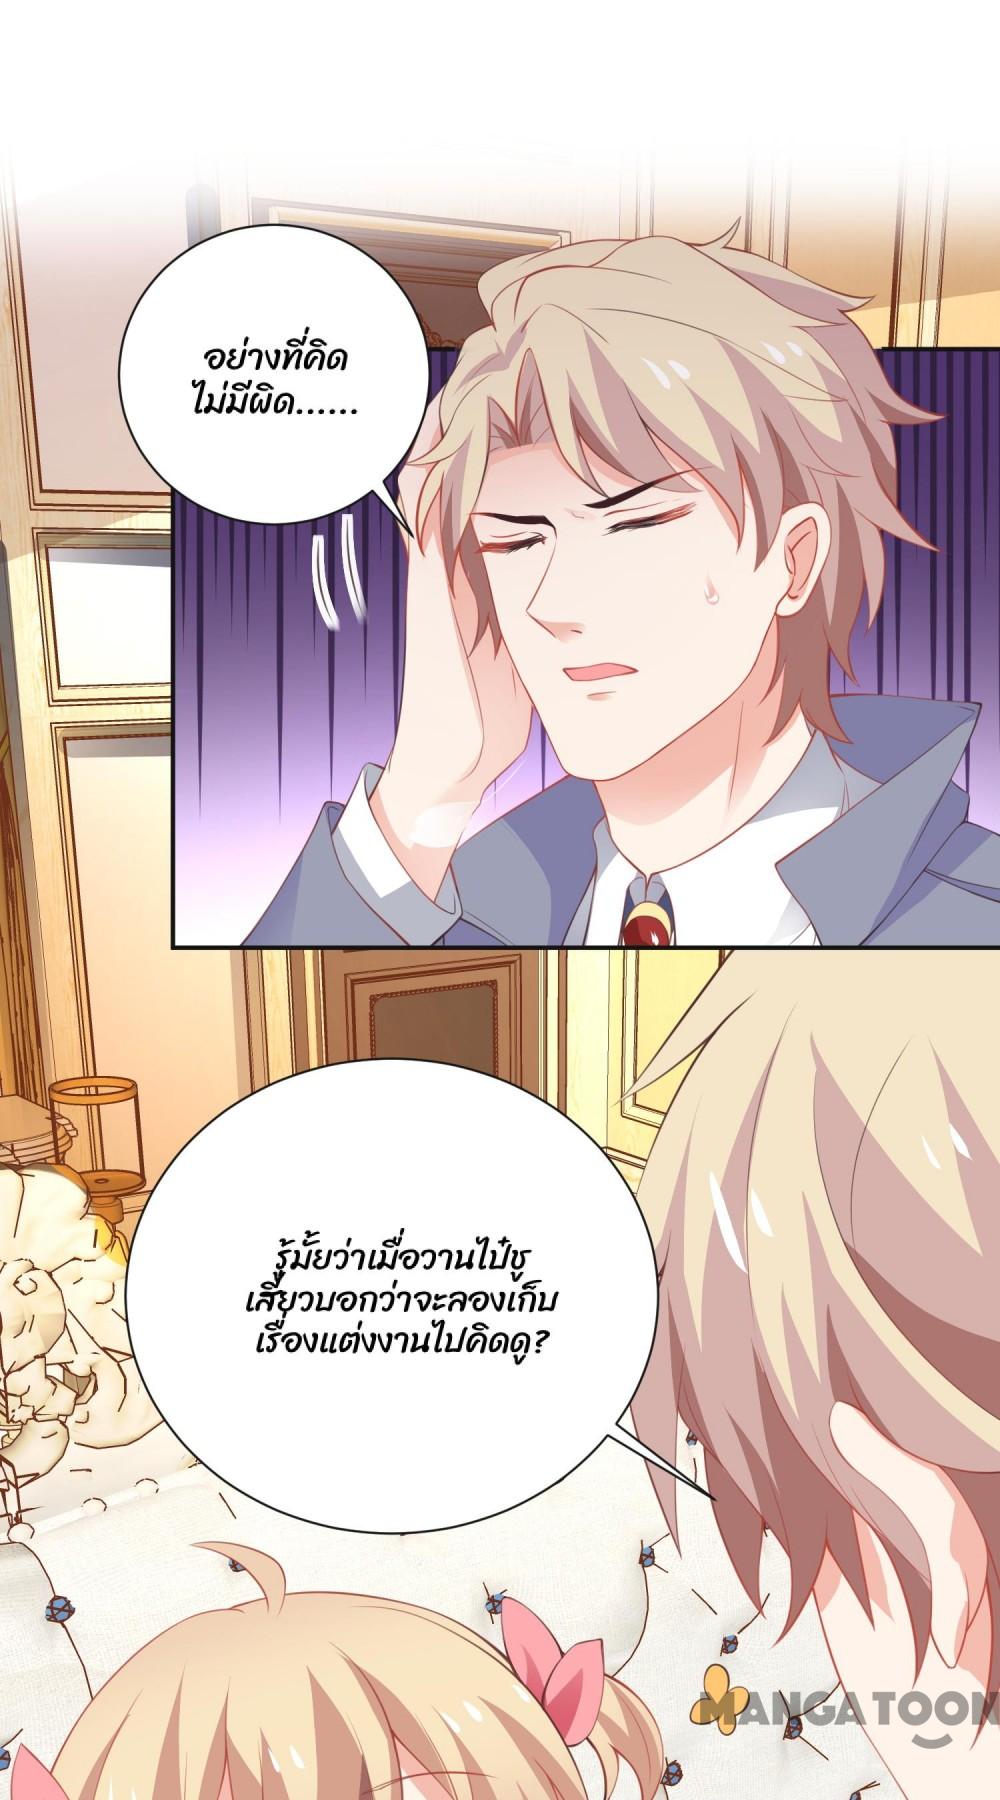 อย่างที่คิด
ไม่มีผิด......
รู้มั้ยว่าเมื่อวานไป๋ชู
เสี่ยวบอกว่าจะลองเก็บ
เรื่องแต่งงานไปคิดดู?
MANGATOON